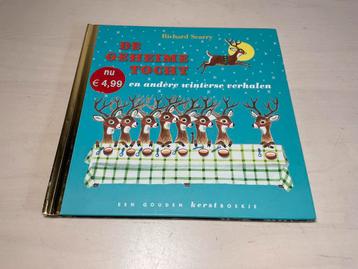 Richard Scarry
DE
GEHEIME
TOCHT
nu
€ 4,99
en andere winterse verhalen
EEN GOUDEN kerstBOEKJE